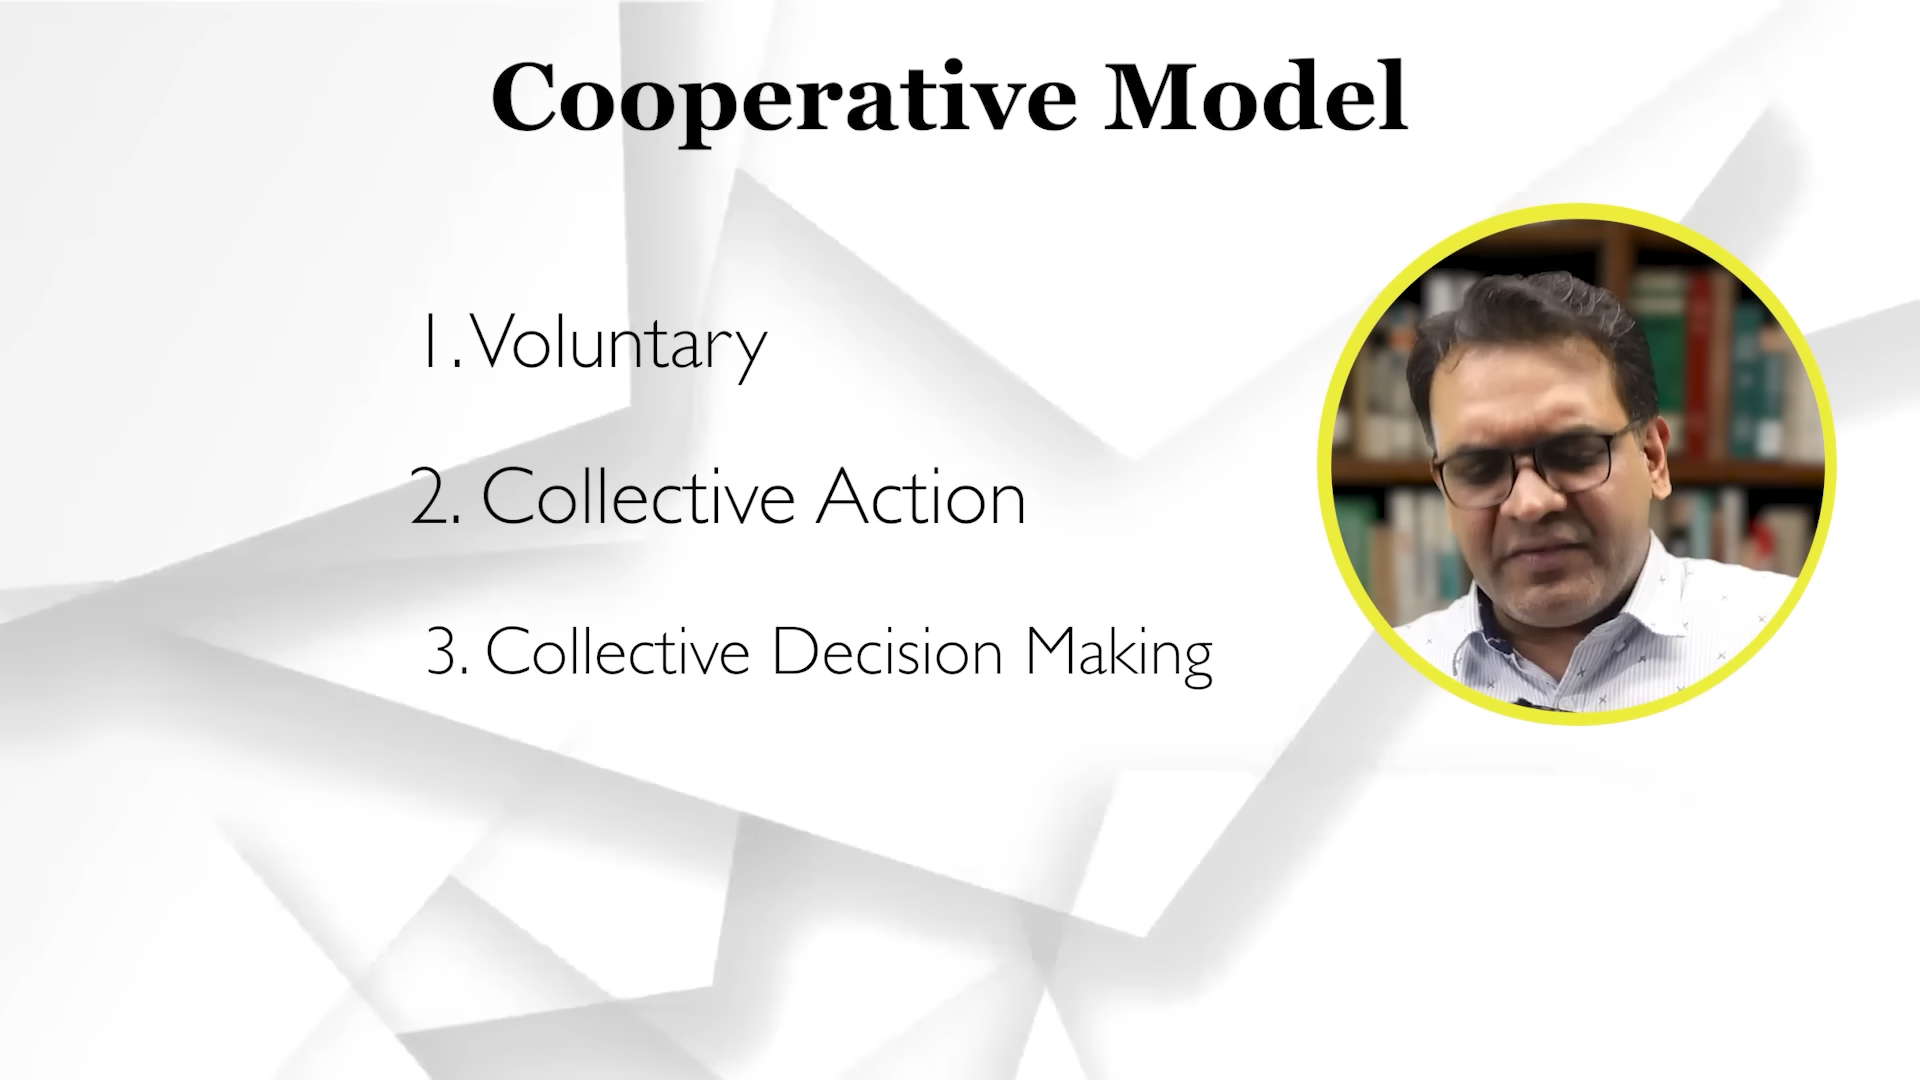 Cooperative Model
1. Voluntary
2. Collective Action
3. Collective Decision Making